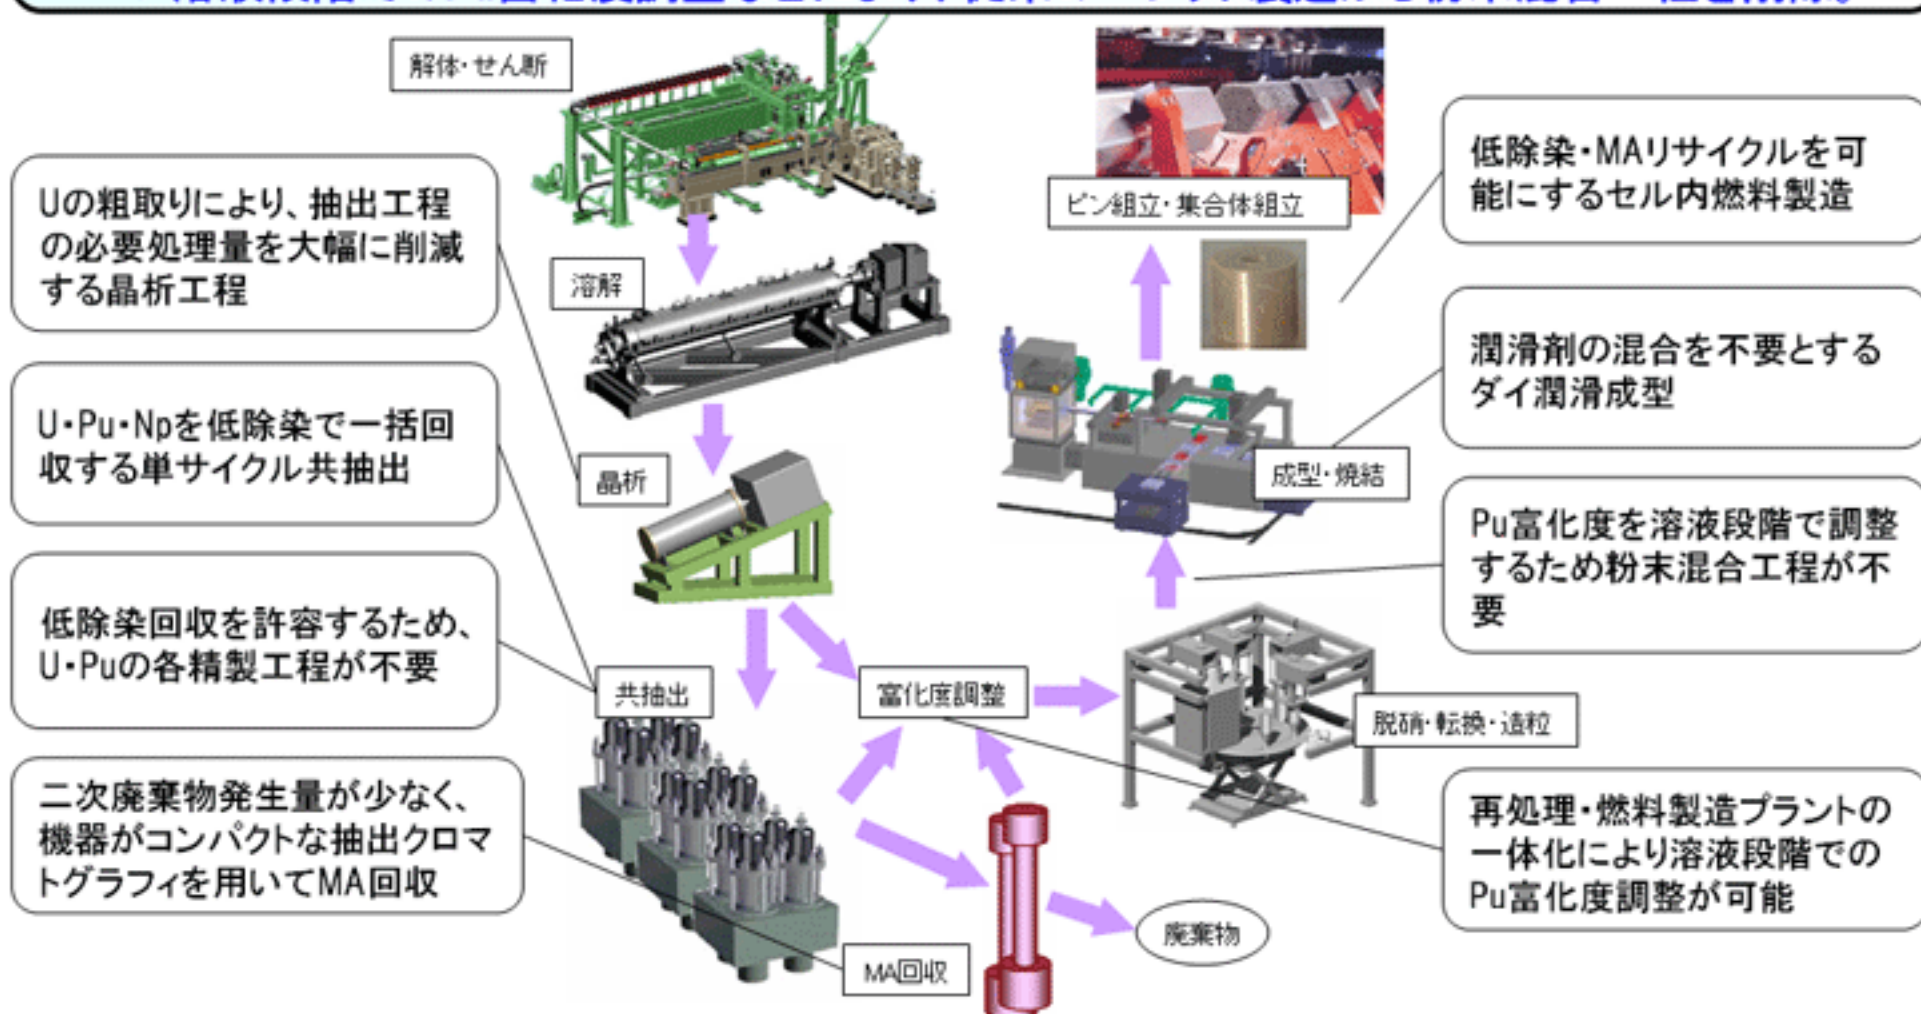 解体・せん断
Uの粗取りにより、抽出工程
の必要処理量を大幅に削減
する晶析工程
溶解
U・Pu・Npを低除染で一括回
収する単サイクル共抽出
晶析
低除染回収を許容するため、
U・Puの各精製工程が不要
共抽出
富化度調整
二次廃棄物発生量が少なく、
機器がコンパクトな抽出クロマ
トグラフィを用いてMA回収
MA回収
廃棄物
ピン組立・集合体組立
低除染・MAリサイクルを可
能にするセル内燃料製造
潤滑剤の混合を不要とする
ダイ潤滑成型
成型・焼結
Pu富化度を溶液段階で調整
するため粉末混合工程が不
要
脱硝・転換・造粒
再処理・燃料製造プラントの
一体化により溶液段階での
Pu富化度調整が可能